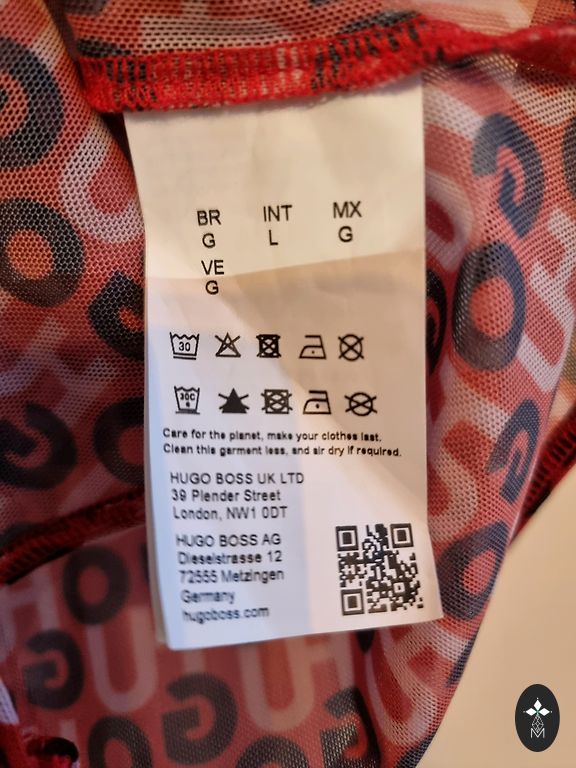 BR INT MX
G L G
VE
G
30
30C
Care for the planet, make your clothes last.
Clean this garment less, and air dry if required.
HUGO BOSS UK LTD
39 Plender Street
London, NW1 0DT
HUGO BOSS AG
Dieselstrasse 12
72555 Metzingen
Germany
hugoboss.com